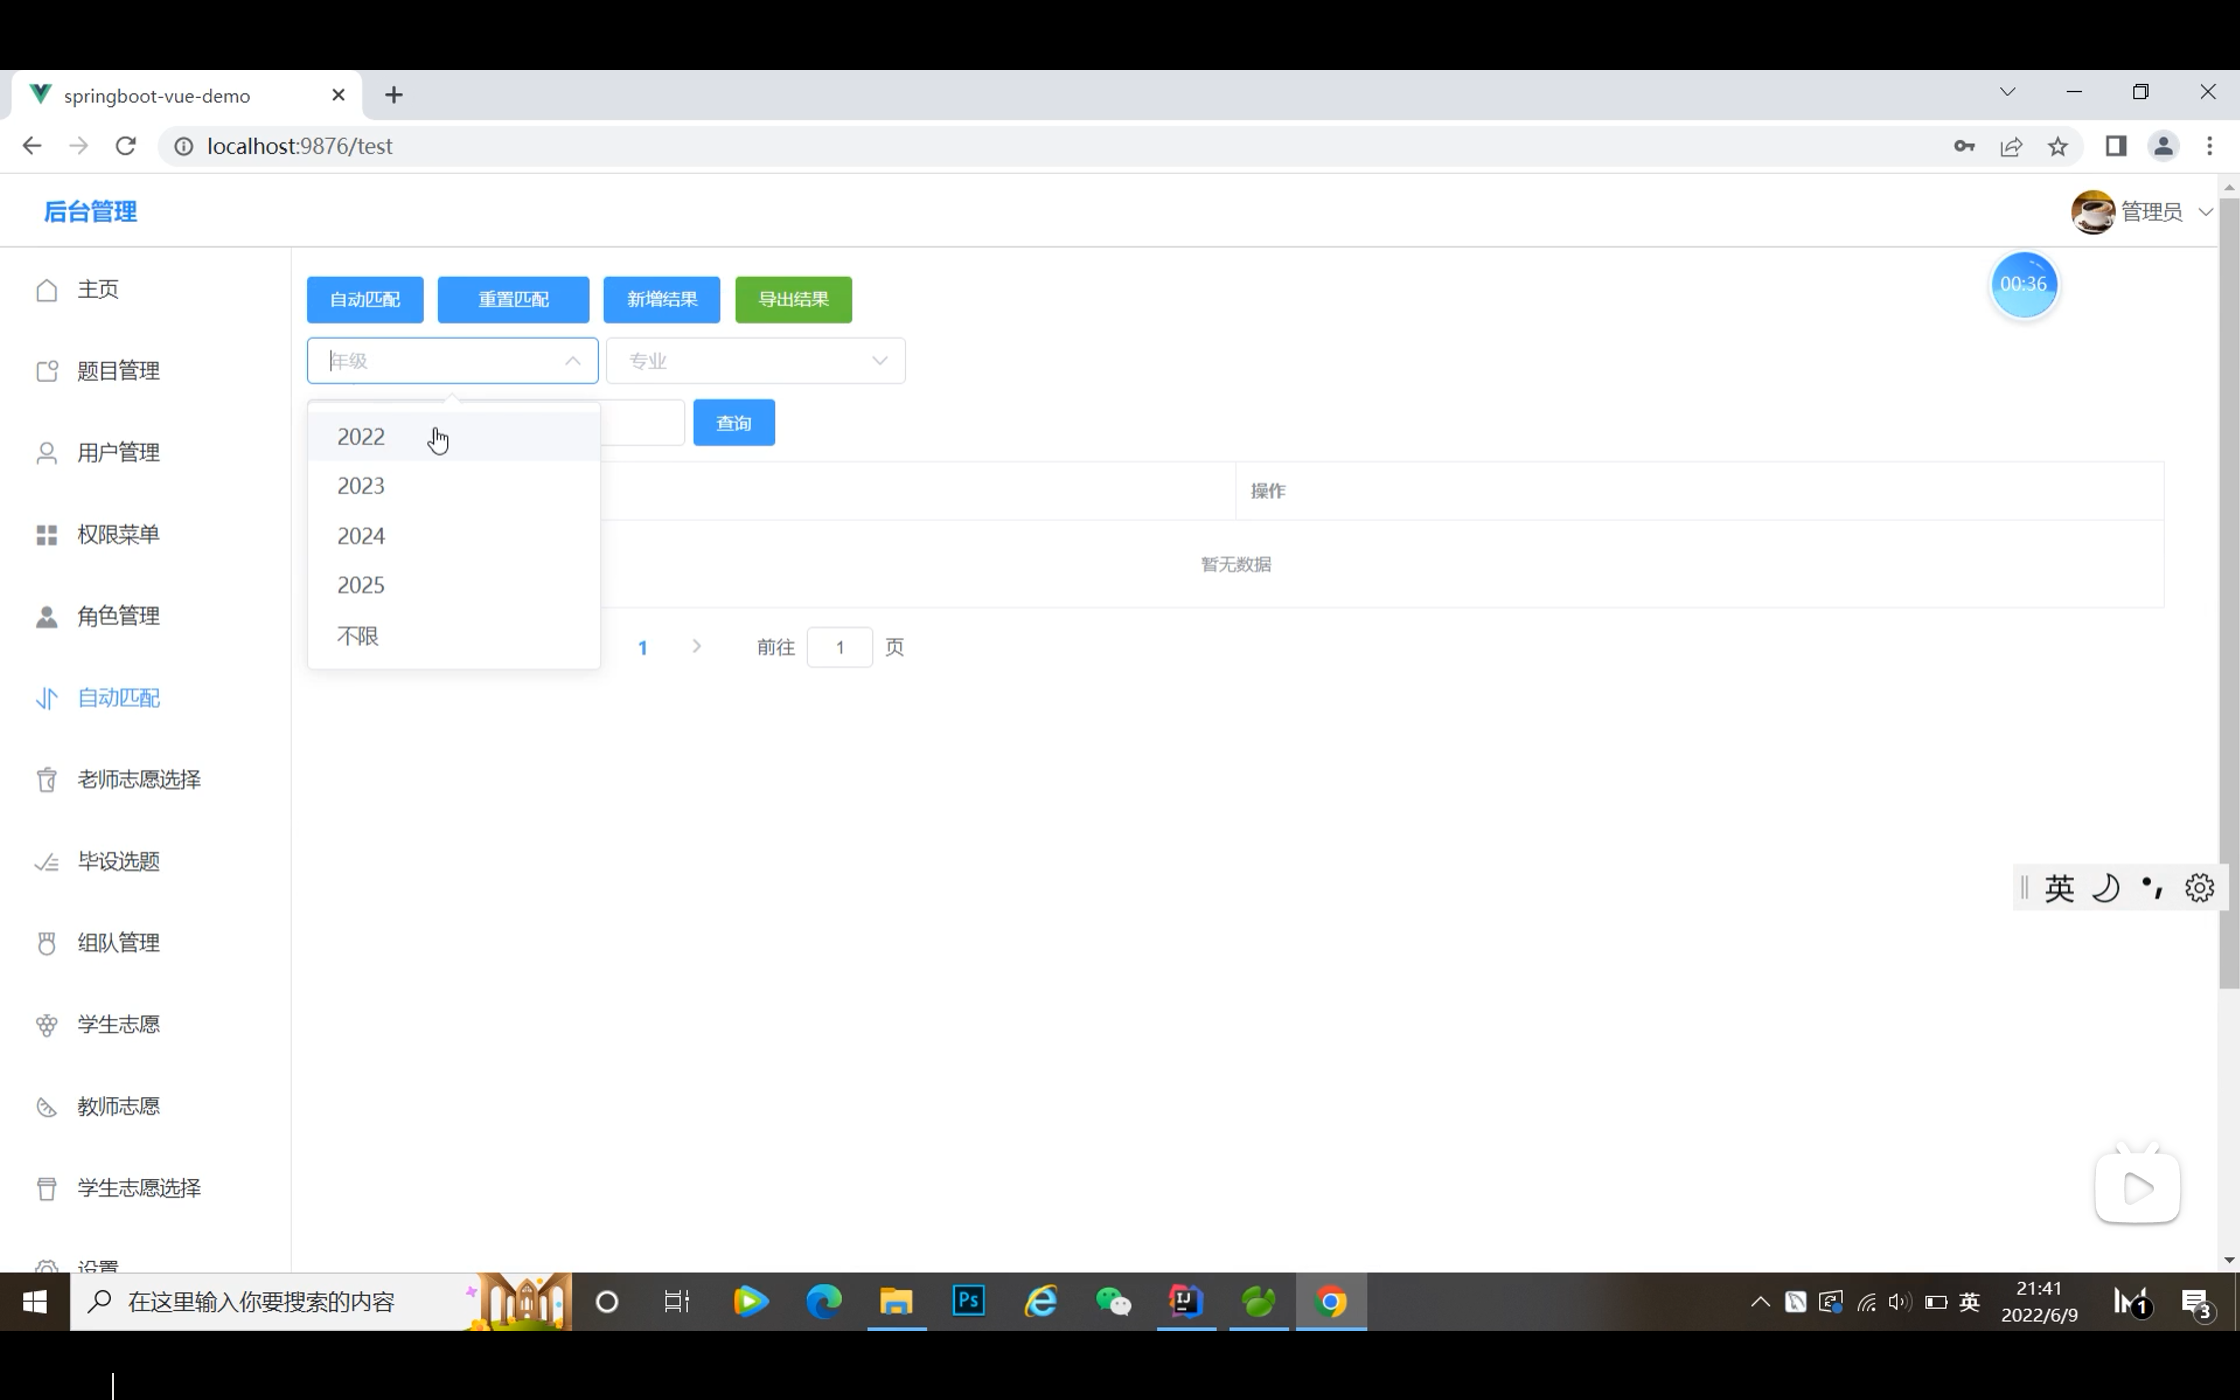 springboot-vue-demo
localhost:9876/test
后台管理
管理员
主页
题目管理
用户管理
权限菜单
角色管理
自动匹配
老师志愿选择
毕设选题
组队管理
学生志愿
教师志愿
学生志愿选择
设置
自动匹配 重置匹配 新增结果 导出结果
00:36
年级 专业
查询
2022
2023
2024
2025
不限
操作
暂无数据
1 前往 1 页
英
在这里输入你要搜索的内容
Ps
IJ
英
21:41
2022/6/9
1
3